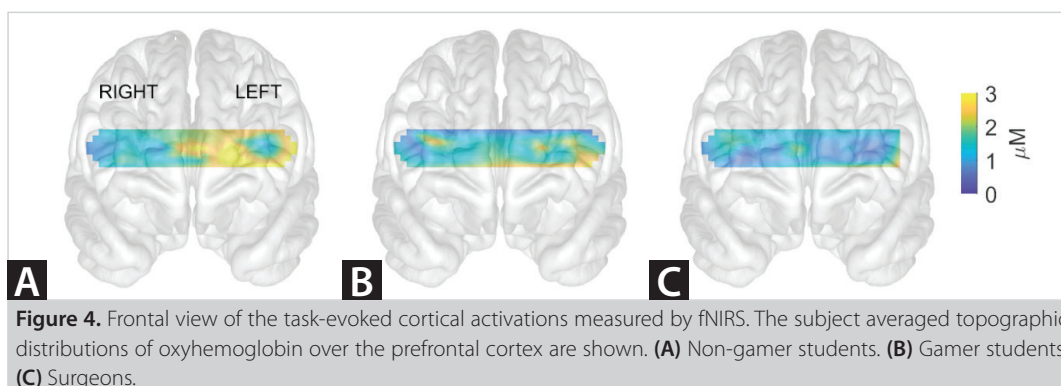 RIGHT LEFT
3
2
1
0
μM
A B C
Figure 4. Frontal view of the task-evoked cortical activations measured by fNIRS. The subject averaged topographic
distributions of oxyhemoglobin over the prefrontal cortex are shown. (A) Non-gamer students. (B) Gamer students
(C) Surgeons.